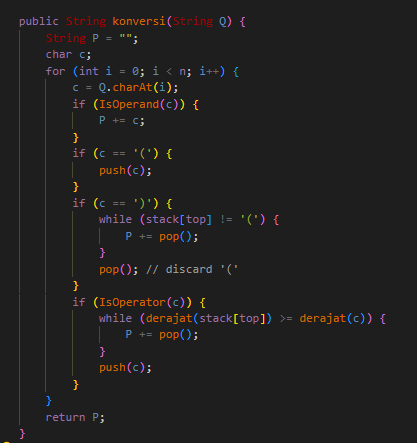 public String konversi(String Q) {
    String P = "";
    char c;
    for (int i = 0; i < n; i++) {
        c = Q.charAt(i);
        if (IsOperand(c)) {
            P += c;
        }
        if (c == '(') {
            push(c);
        }
        if (c == ')') {
            while (stack[top] != '(') {
                P += pop();
            }
            pop(); // discard '('
        }
        if (IsOperator(c)) {
            while (derajat(stack[top]) >= derajat(c)) {
                P += pop();
            }
            push(c);
        }
    }
    return P;
}